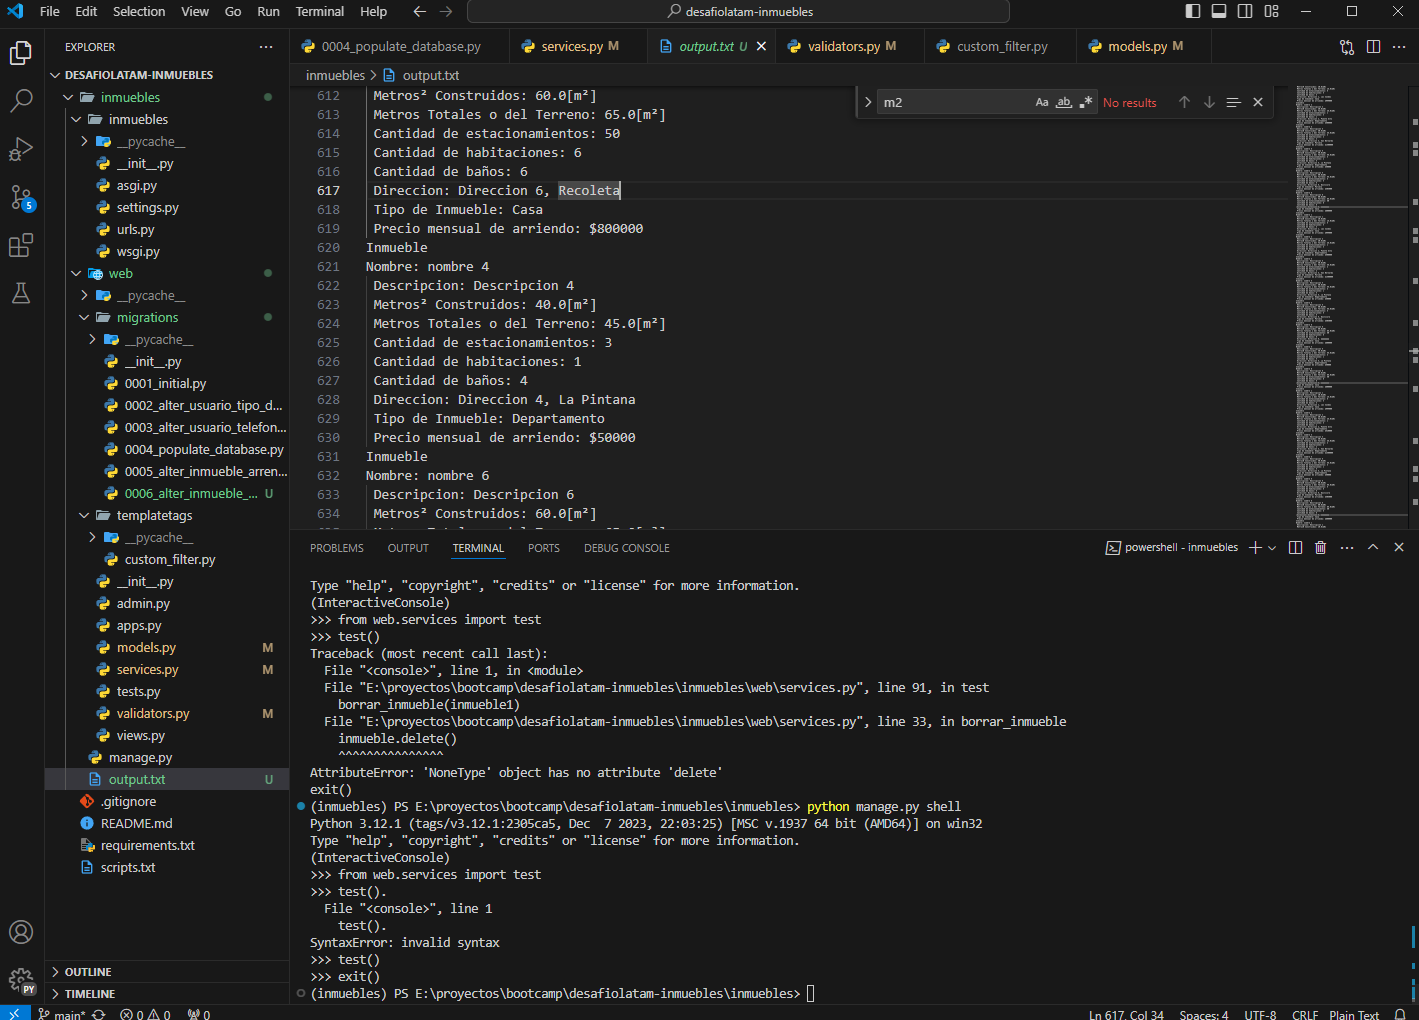 File Edit Selection View Go Run Terminal Help
desafiolatam-inmuebles
EXPLORER
DESAFIOLATAM-INMUEBLES
inmuebles
inmuebles
__pycache__
__init__.py
asgi.py
settings.py
urls.py
wsgi.py
web
__pycache__
migrations
__pycache__
__init__.py
0001_initial.py
0002_alter_usuario_tipo_d...
0003_alter_usuario_telefon...
0004_populate_database.py
0005_alter_inmueble_arren...
0006_alter_inmueble_... U
templatetags
__pycache__
custom_filter.py
__init__.py
admin.py
apps.py
models.py M
services.py M
tests.py
validators.py M
views.py
manage.py
output.txt U
.gitignore
README.md
requirements.txt
scripts.txt
OUTLINE
TIMELINE
5
PY
0004_populate_database.py services.py M output.txt U validators.py M custom_filter.py models.py M
inmuebles > output.txt
m2 Aa ab No results
612 Metros² Construidos: 60.0[m²]
613 Metros Totales o del Terreno: 65.0[m²]
614 Cantidad de estacionamientos: 50
615 Cantidad de habitaciones: 6
616 Cantidad de baños: 6
617 Direccion: Direccion 6, Recoleta
618 Tipo de Inmueble: Casa
619 Precio mensual de arriendo: $800000
620 Inmueble
621 Nombre: nombre 4
622 Descripcion: Descripcion 4
623 Metros² Construidos: 40.0[m²]
624 Metros Totales o del Terreno: 45.0[m²]
625 Cantidad de estacionamientos: 3
626 Cantidad de habitaciones: 1
627 Cantidad de baños: 4
628 Direccion: Direccion 4, La Pintana
629 Tipo de Inmueble: Departamento
630 Precio mensual de arriendo: $50000
631 Inmueble
632 Nombre: nombre 6
633 Descripcion: Descripcion 6
634 Metros² Construidos: 60.0[m²]
PROBLEMS OUTPUT TERMINAL PORTS DEBUG CONSOLE
powershell - inmuebles
Type "help", "copyright", "credits" or "license" for more information.
(InteractiveConsole)
>>> from web.services import test
>>> test()
Traceback (most recent call last):
File "<console>", line 1, in <module>
File "E:\proyectos\bootcamp\desafiolatam-inmuebles\inmuebles\web\services.py", line 91, in test
borrar_inmueble(inmueble1)
File "E:\proyectos\bootcamp\desafiolatam-inmuebles\inmuebles\web\services.py", line 33, in borrar_inmueble
inmueble.delete()
^^^^^^^^^^^^^^^
AttributeError: 'NoneType' object has no attribute 'delete'
exit()
(inmuebles) PS E:\proyectos\bootcamp\desafiolatam-inmuebles\inmuebles> python manage.py shell
Python 3.12.1 (tags/v3.12.1:2305ca5, Dec  7 2023, 22:03:25) [MSC v.1937 64 bit (AMD64)] on win32
Type "help", "copyright", "credits" or "license" for more information.
(InteractiveConsole)
>>> from web.services import test
>>> test().
File "<console>", line 1
test().
SyntaxError: invalid syntax
>>> test()
>>> exit()
(inmuebles) PS E:\proyectos\bootcamp\desafiolatam-inmuebles\inmuebles>
main* 0 0 0 Ln 617, Col 34 Spaces: 4 UTF-8 CRLF Plain Text